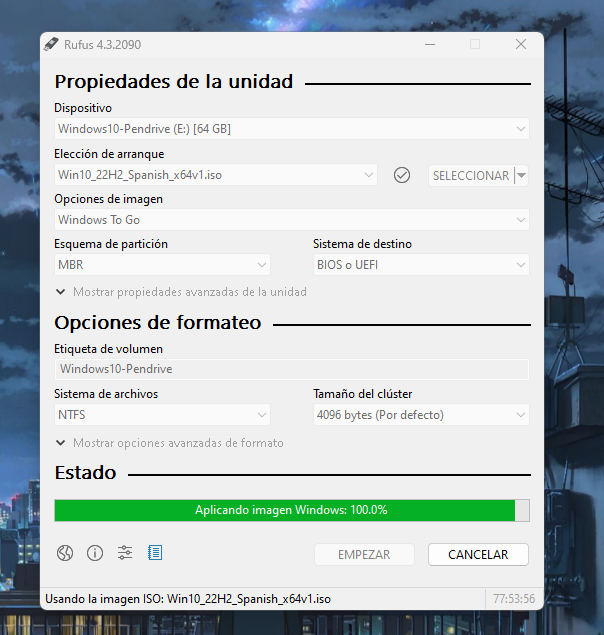 Rufus 4.3.2090
Propiedades de la unidad
Dispositivo
Windows10-Pendrive (E:) [64 GB]
Elección de arranque
Win10_22H2_Spanish_x64v1.iso
SELECCIONAR
Opciones de imagen
Windows To Go
Esquema de partición
Sistema de destino
MBR
BIOS o UEFI
Mostrar propiedades avanzadas de la unidad
Opciones de formateo
Etiqueta de volumen
Windows10-Pendrive
Sistema de archivos
Tamaño del clúster
NTFS
4096 bytes (Por defecto)
Mostrar opciones avanzadas de formato
Estado
Aplicando imagen Windows: 100.0%
EMPEZAR
CANCELAR
Usando la imagen ISO: Win10_22H2_Spanish_x64v1.iso
77:53:56